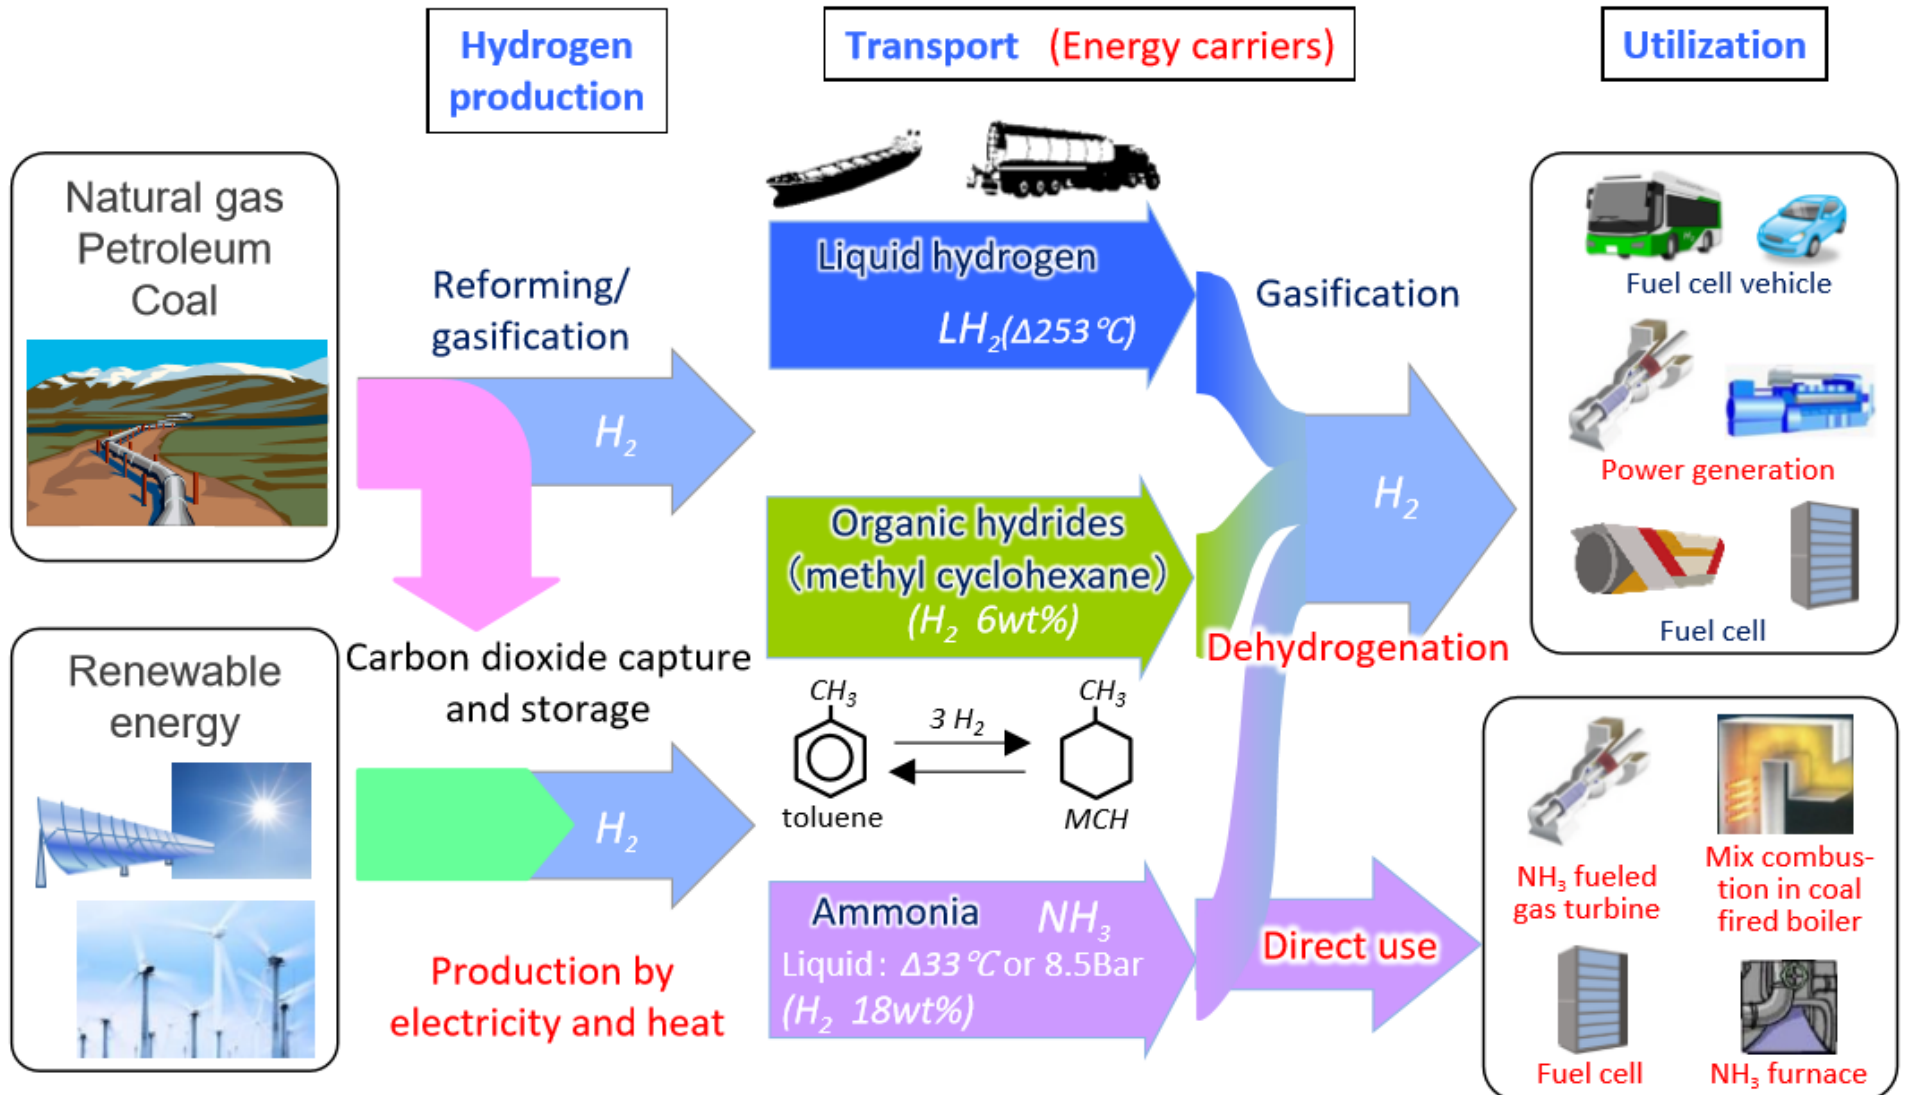 Hydrogen
production
Transport (Energy carriers)
Utilization
Natural gas
Petroleum
Coal
Reforming/
gasification
H₂
Carbon dioxide capture
and storage
Renewable
energy
H₂
Production by
electricity and heat
Liquid hydrogen
LH₂(Δ253℃)
Organic hydrides
(methyl cyclohexane)
(H₂ 6wt%)
CH₃
toluene
3 H₂
CH₃
MCH
Ammonia NH₃
Liquid: Δ33℃ or 8.5Bar
(H₂ 18wt%)
Gasification
H₂
Dehydrogenation
Direct use
H₂
Fuel cell vehicle
Power generation
Fuel cell
NH₃ fueled
gas turbine
Mix combus-
tion in coal
fired boiler
Fuel cell
NH₃ furnace